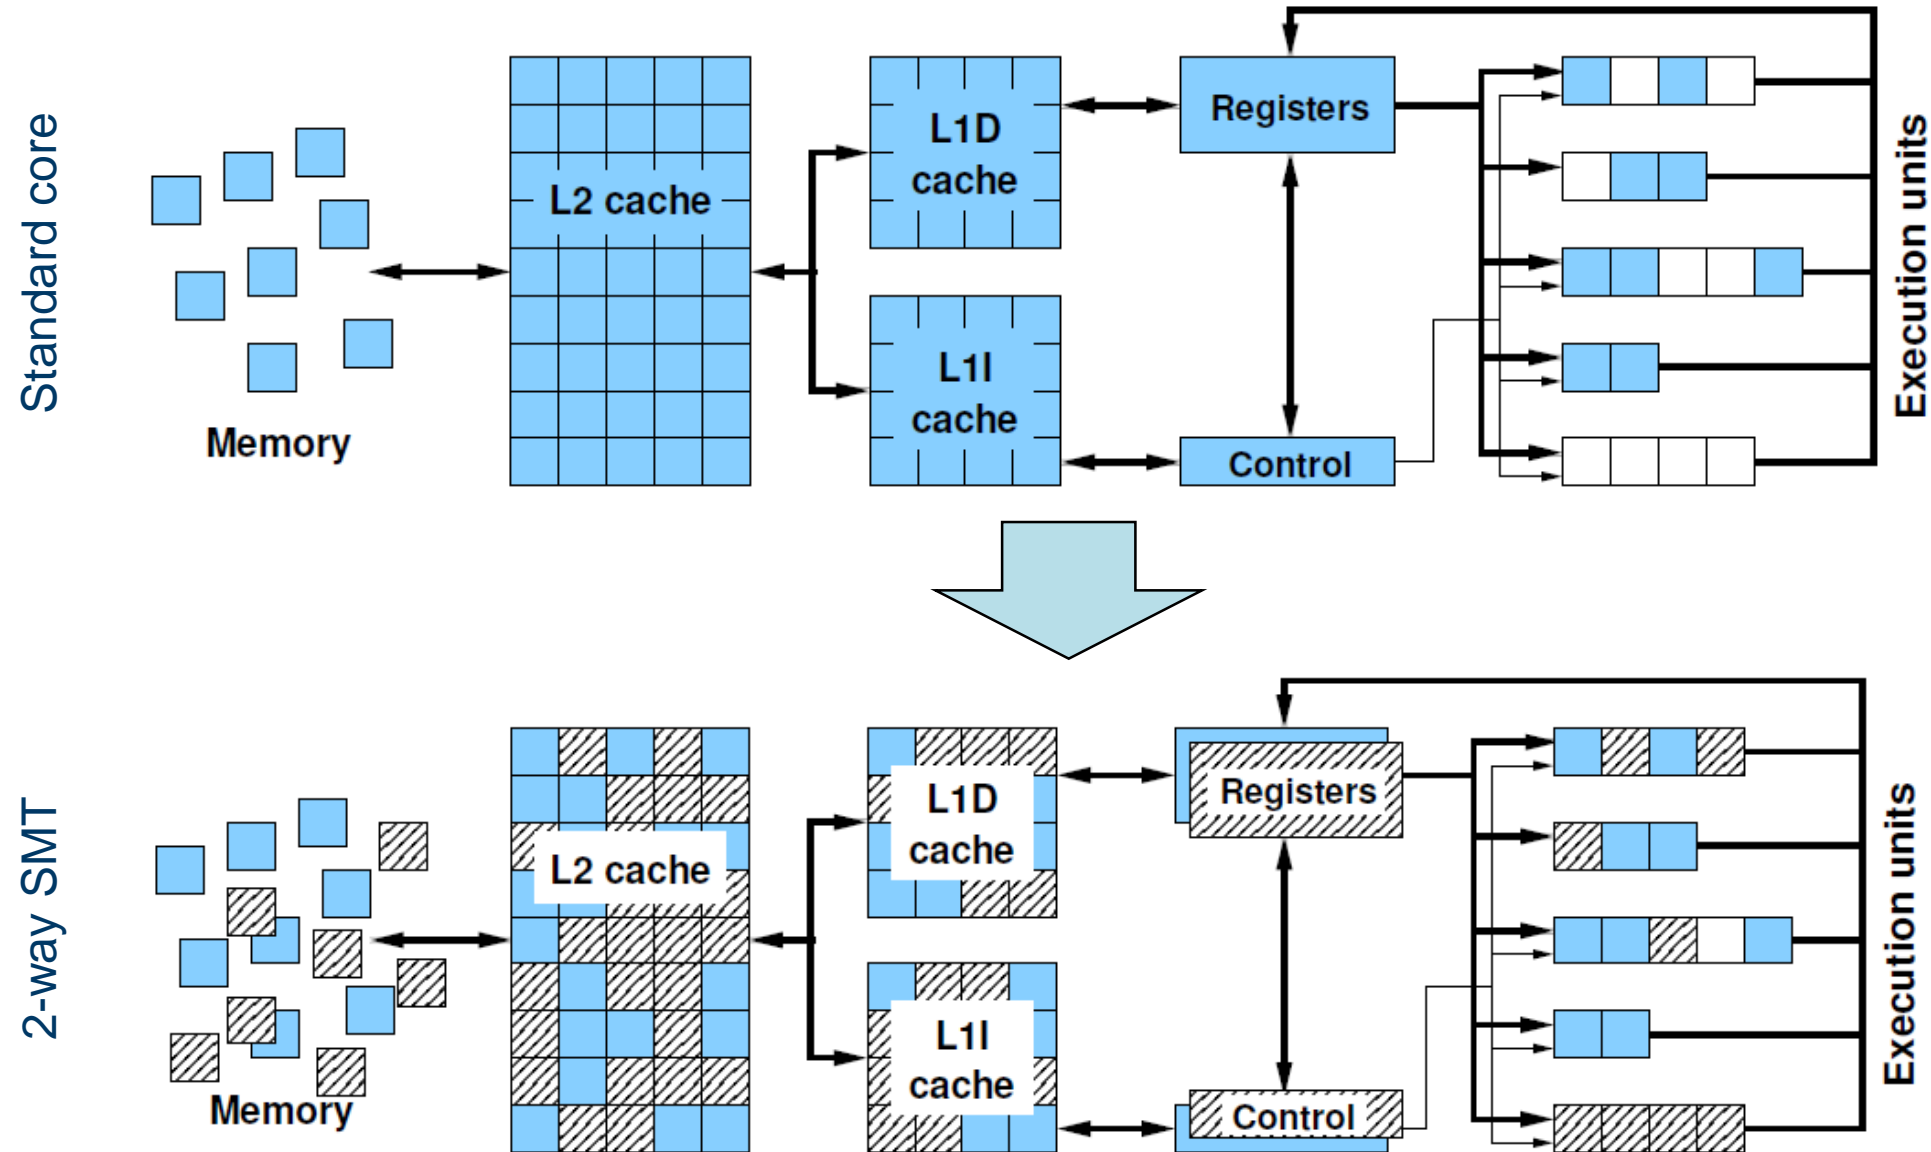 Standard core
Memory
L2 cache
L1D
cache
L1I
cache
Registers
Control
Execution units
2-way SMT
Memory
L2 cache
L1D
cache
L1I
cache
Registers
Control
Execution units